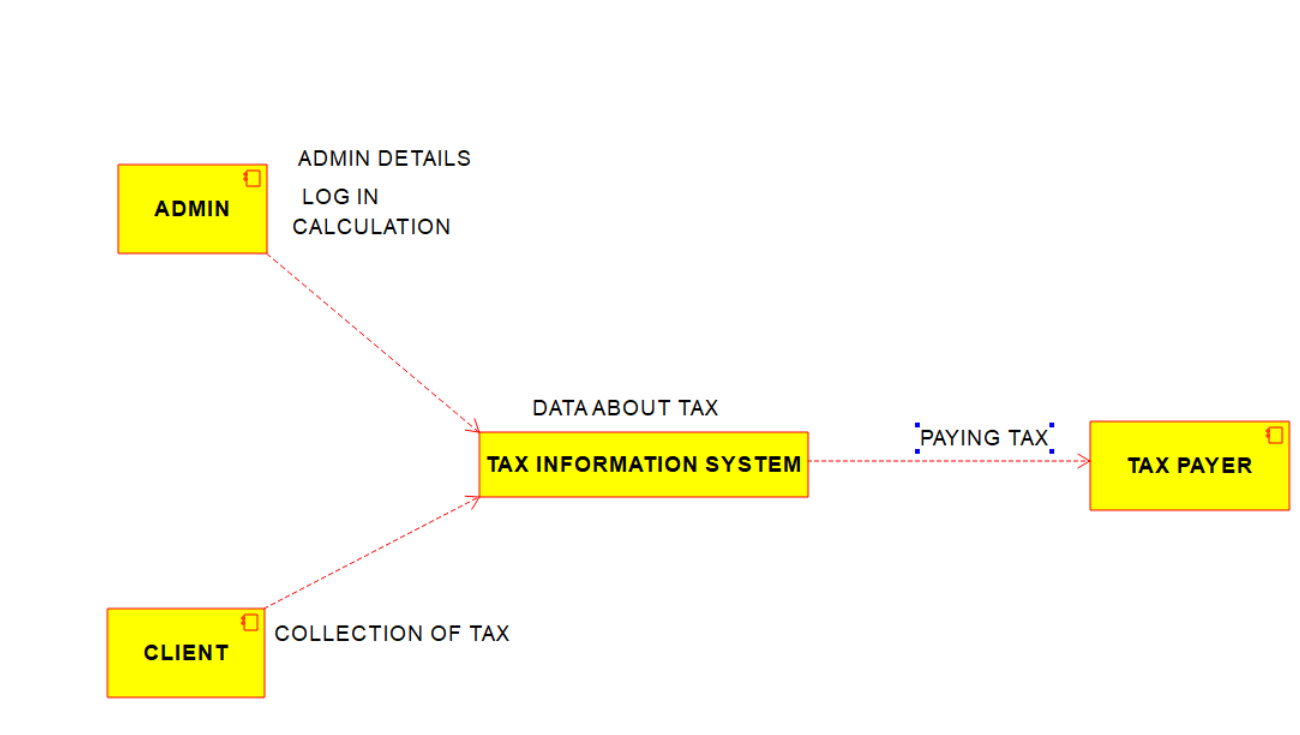 ADMIN DETAILS
LOG IN
ADMIN
CALCULATION
DATA ABOUT TAX
PAYING TAX
TAX INFORMATION SYSTEM
TAX PAYER
COLLECTION OF TAX
CLIENT